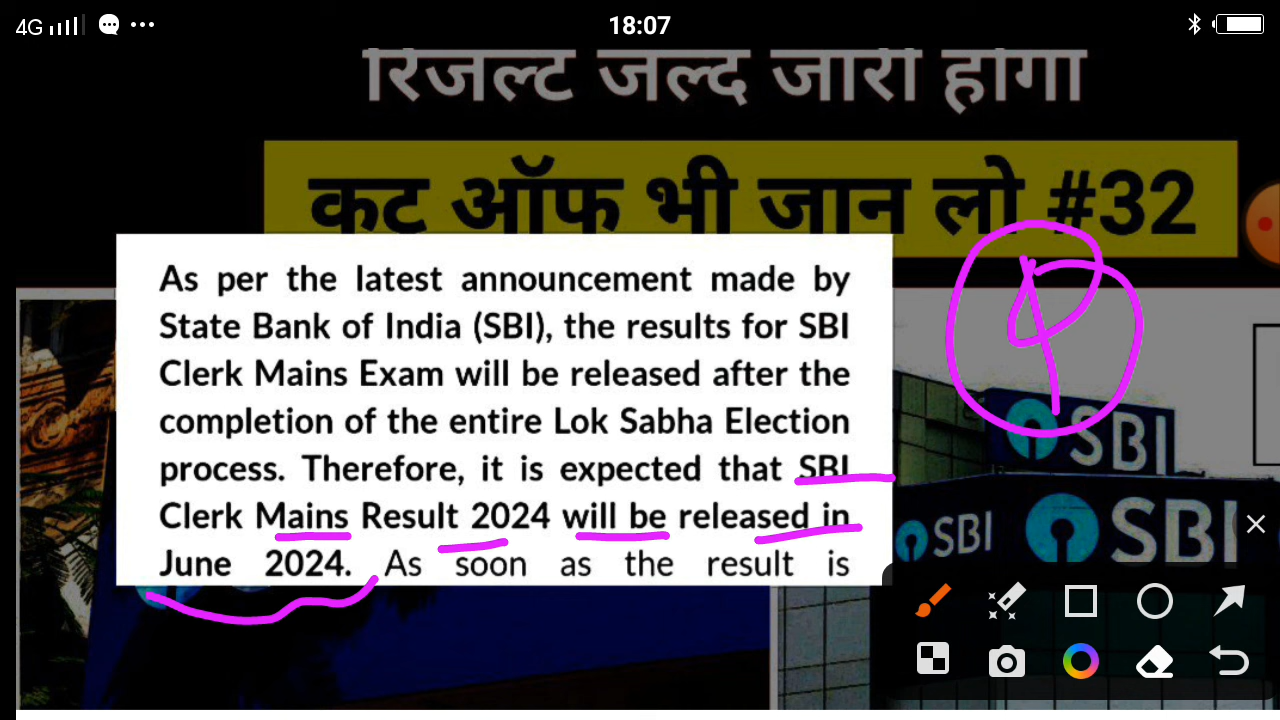 4G 18:07
रिजल्ट जल्द जारी होगा
कट ऑफ भी जान लो #32
As per the latest announcement made by
State Bank of India (SBI), the results for SBI
Clerk Mains Exam will be released after the
completion of the entire Lok Sabha Election
process. Therefore, it is expected that SBI
Clerk Mains Result 2024 will be released in
June 2024. As soon as the result is
SBI
SBI SBI